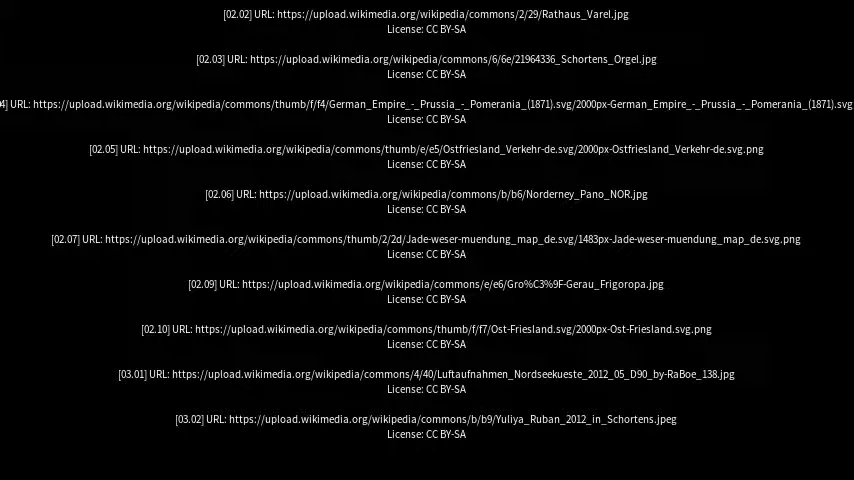 [02.02] URL: https://upload.wikimedia.org/wikipedia/commons/2/29/Rathaus_Varel.jpg
License: CC BY-SA
[02.03] URL: https://upload.wikimedia.org/wikipedia/commons/6/6e/21964336_Schortens_Orgel.jpg
License: CC BY-SA
4] URL: https://upload.wikimedia.org/wikipedia/commons/thumb/f/f4/German_Empire_-_Prussia_-_Pomerania_(1871).svg/2000px-German_Empire_-_Prussia_-_Pomerania_(1871).svg
License: CC BY-SA
[02.05] URL: https://upload.wikimedia.org/wikipedia/commons/thumb/e/e5/Ostfriesland_Verkehr-de.svg/2000px-Ostfriesland_Verkehr-de.svg.png
License: CC BY-SA
[02.06] URL: https://upload.wikimedia.org/wikipedia/commons/b/b6/Norderney_Pano_NOR.jpg
License: CC BY-SA
[02.07] URL: https://upload.wikimedia.org/wikipedia/commons/thumb/2/2d/Jade-weser-muendung_map_de.svg/1483px-Jade-weser-muendung_map_de.svg.png
License: CC BY-SA
[02.09] URL: https://upload.wikimedia.org/wikipedia/commons/e/e6/Gro%C3%9F-Gerau_Frigoropa.jpg
License: CC BY-SA
[02.10] URL: https://upload.wikimedia.org/wikipedia/commons/thumb/f/f7/Ost-Friesland.svg/2000px-Ost-Friesland.svg.png
License: CC BY-SA
[03.01] URL: https://upload.wikimedia.org/wikipedia/commons/4/40/Luftaufnahmen_Nordseekueste_2012_05_D90_by-RaBoe_138.jpg
License: CC BY-SA
[03.02] URL: https://upload.wikimedia.org/wikipedia/commons/b/b9/Yuliya_Ruban_2012_in_Schortens.jpeg
License: CC BY-SA